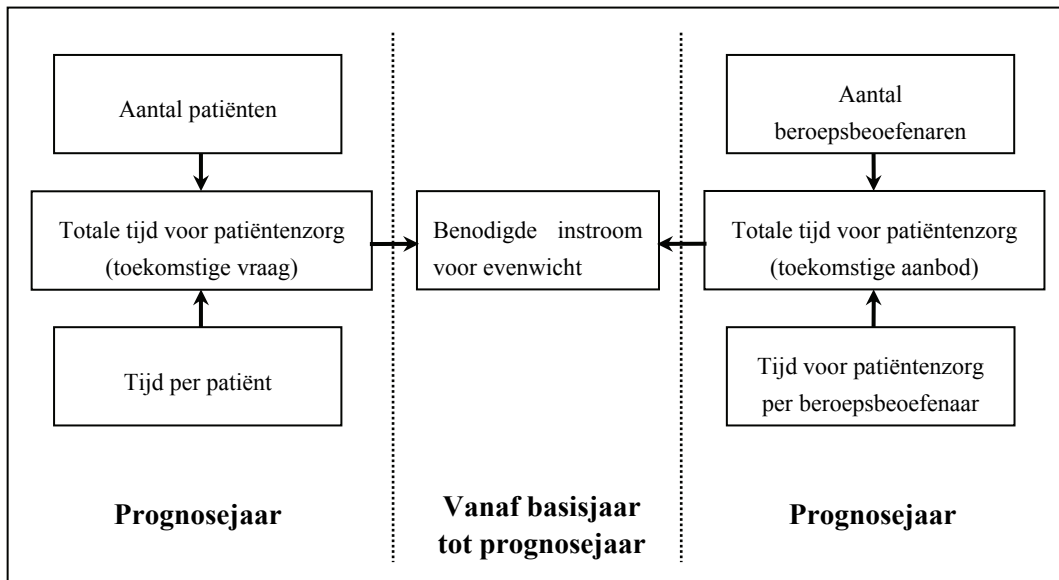 Aantal patiënten
Totale tijd voor patiëntenzorg
(toekomstige vraag)
Tijd per patiënt
Prognosejaar
Benodigde instroom
voor evenwicht
Vanaf basisjaar
tot prognosejaar
Aantal
beroepsbeoefenaren
Totale tijd voor patiëntenzorg
(toekomstige aanbod)
Tijd voor patiëntenzorg
per beroepsbeoefenaar
Prognosejaar